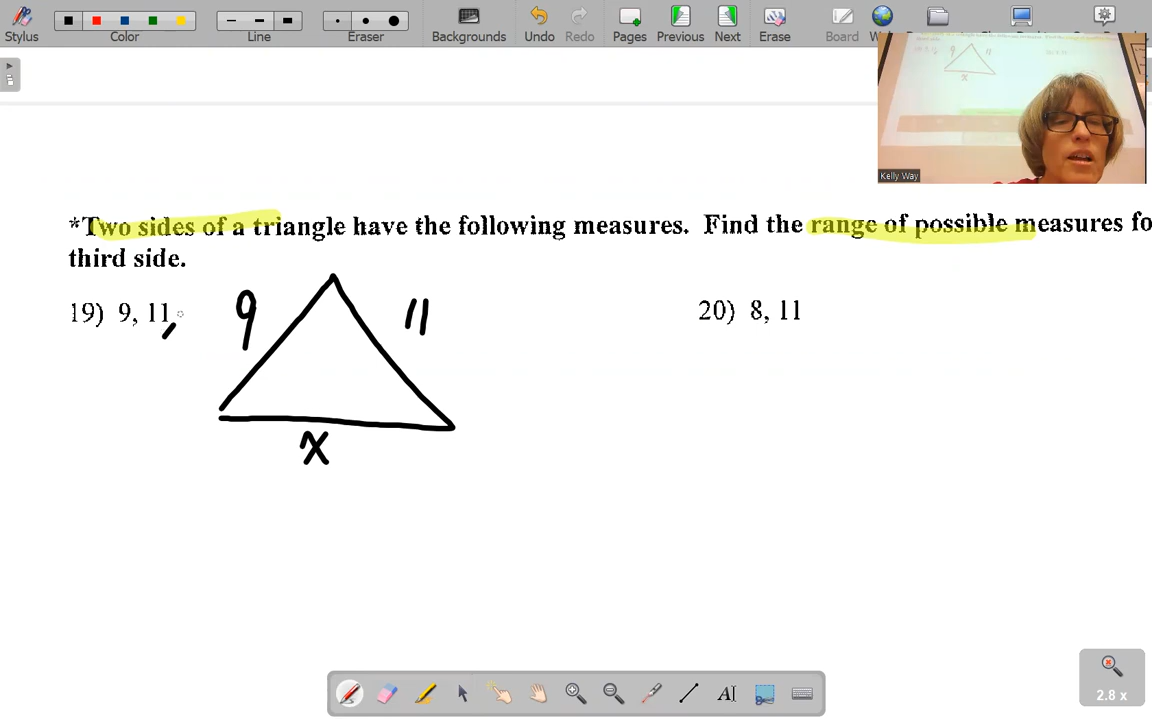 Stylus
Color
Line
Eraser
Backgrounds
Undo
Redo
Pages
Previous
Next
Erase
Board
Kelly Way
*Two sides of a triangle have the following measures. Find the range of possible measures fo
third side.
19) 9, 11,
9
11
x
20) 8, 11
2.8 x